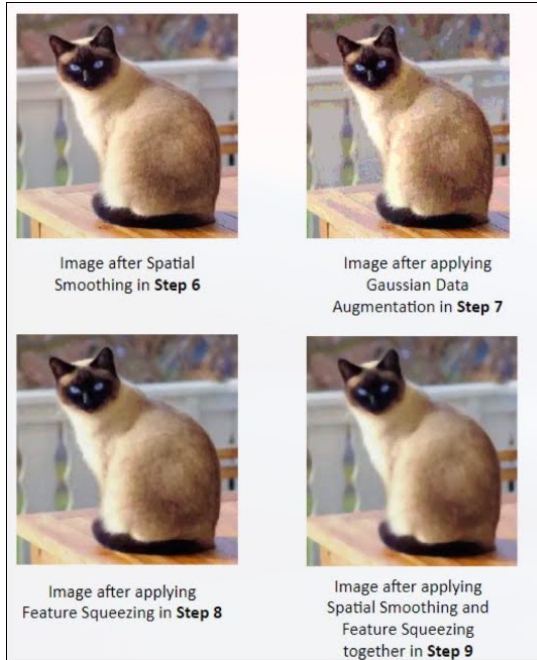 Image after Spatial
Smoothing in Step 6
Image after applying
Gaussian Data
Augmentation in Step 7
Image after applying
Feature Squeezing in Step 8
Image after applying
Spatial Smoothing and
Feature Squeezing
together in Step 9